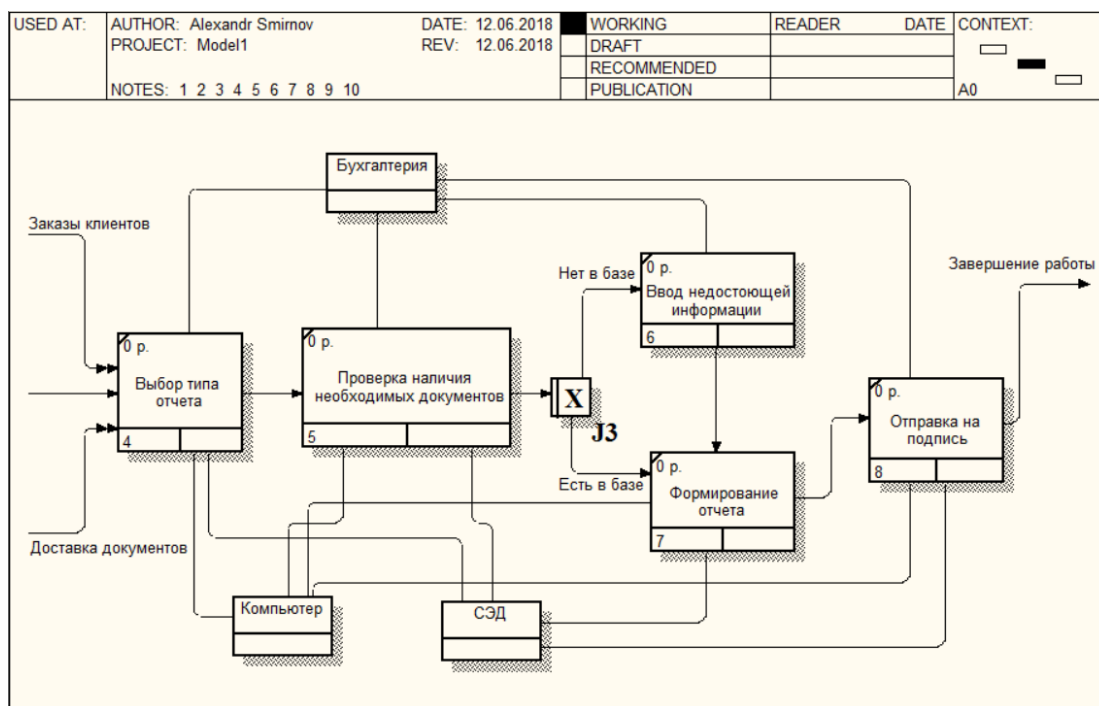 USED AT:
AUTHOR: Alexandr Smirnov
DATE: 12.06.2018
PROJECT: Model1
REV: 12.06.2018
NOTES: 1 2 3 4 5 6 7 8 9 10
WORKING
DRAFT
RECOMMENDED
PUBLICATION
READER DATE
CONTEXT:
A0
Бухгалтерия
Заказы клиентов
Нет в базе
0 р.
Ввод недостоющей
информации
6
Завершение работы
0 р.
Выбор типа
отчета
4
0 р.
Проверка наличия
необходимых документов
5
X
J3
0 р.
Отправка на
подпись
8
Есть в базе
0 р.
Формирование
отчета
7
Доставка документов
Компьютер
СЭД